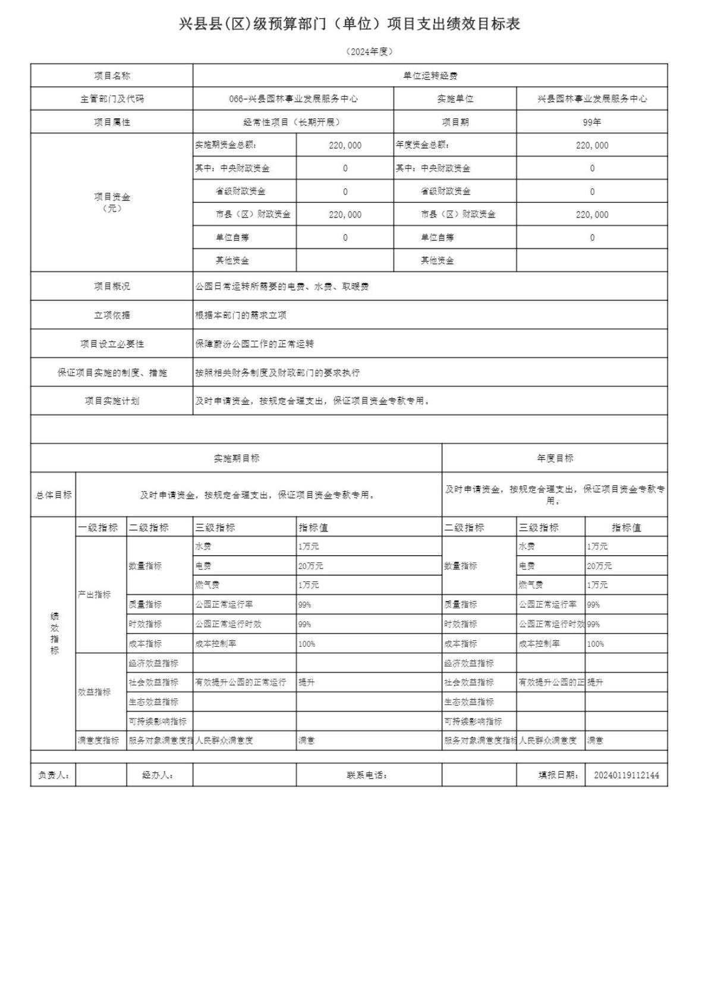 兴县县(区)级预算部门（单位）项目支出绩效目标表
（2024年度）
项目名称 单位运转经费
主管部门及代码 066-兴县园林事业发展服务中心 实施单位 兴县园林事业发展服务中心
项目属性 经常性项目（长期开展） 项目期 99年
项目资金
（元）
实施期资金总额: 220,000 年度资金总额: 220,000
其中: 中央财政资金 0 其中: 中央财政资金 0
省级财政资金 0 省级财政资金 0
市县（区）财政资金 220,000 市县（区）财政资金 220,000
单位自筹 0 单位自筹 0
其他资金 其他资金
项目概况 公园日常运转所需要的电费、水费、取暖费
立项依据 根据本部门的需求立项
项目设立必要性 保障蔚汾公园工作的正常运转
保证项目实施的制度、措施 按照相关财务制度及财政部门的要求执行
项目实施计划 及时申请资金，按规定合理支出，保证项目资金专款专用。
实施期目标 年度目标
总体目标 及时申请资金，按规定合理支出，保证项目资金专款专用。 及时申请资金，按规定合理支出，保证项目资金专款专
用。
绩
效
指
标
一级指标 二级指标 三级指标 指标值 二级指标 三级指标 指标值
产出指标 数量指标 水费 1万元 数量指标 水费 1万元
电费 20万元 电费 20万元
燃气费 1万元 燃气费 1万元
质量指标 公园正常运行率 99% 质量指标 公园正常运行率 99%
时效指标 公园正常运行时效 99% 时效指标 公园正常运行时效 99%
成本指标 成本控制率 100% 成本指标 成本控制率 100%
效益指标 经济效益指标 经济效益指标
社会效益指标 有效提升公园的正常运行 提升 社会效益指标 有效提升公园的正 提升
生态效益指标 生态效益指标
可持续影响指标 可持续影响指标
满意度指标 服务对象满意度指 人民群众满意度 满意 服务对象满意度指标 人民群众满意度 满意
负责人: 经办人: 联系电话: 填报日期: 20240119112144